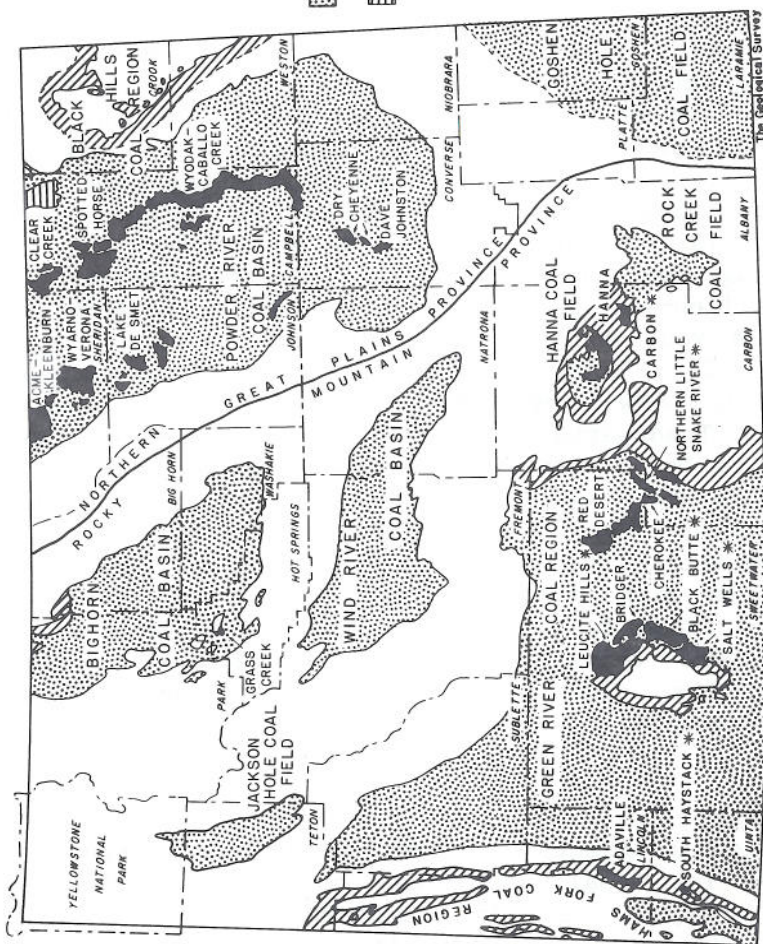 YELLOWSTONE
NATIONAL
PARK
JACKSON
HOLE COAL
FIELD
TETON
BIGHORN
COAL BASIN
PARK
GRASS
CREEK
BIG HORN
WASHAKIE
HOT SPRINGS
NORTHERN GREAT PLAINS PROVINCE
ROCKY MOUNTAIN PROVINCE
ACME-
KLEENBURN
CLEAR
CREEK
WYARNO-
VERONA
SHERIDAN
SPOTTED
HORSE
LAKE
DE SMET
POWDER RIVER
COAL BASIN
WYODAK-
CABALLO
CREEK
JOHNSON
CAMPBELL
BLACK
HILLS
COAL REGION
CROOK
WESTON
WIND RIVER
COAL BASIN
DRY
CHEYENNE
DAVE
JOHNSTON
NATRONA
CONVERSE
NIOBRARA
SUBLETTE
FREMONT
GREEN RIVER COAL REGION
LEUCITE HILLS *
BRIDGER
RED
DESERT
CHEROKEE
BLACK BUTTE *
SALT WELLS *
SWEETWATER
NORTHERN LITTLE
SNAKE RIVER *
HANNA COAL
FIELD
HANNA
CARBON *
CARBON
ROCK
CREEK
COAL FIELD
ALBANY
PLATTE
GOSHEN
HOLE
GOSHEN
COAL FIELD
LARAMIE
HAMS FORK COAL REGION
ADAVILLE
LINCOLN
SOUTH HAYSTACK *
UINTA
The Geological Survey